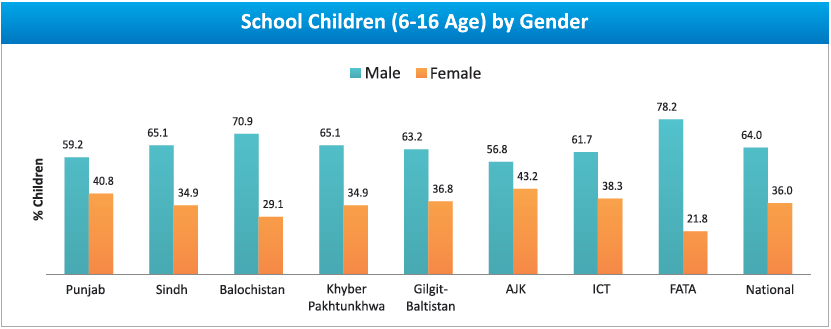 School Children (6-16 Age) by Gender
Male Female
% Children
59.2 40.8
65.1 34.9
70.9 29.1
65.1 34.9
63.2 36.8
56.8 43.2
61.7 38.3
78.2 21.8
64.0 36.0
Punjab
Sindh
Balochistan
Khyber
Pakhtunkhwa
Gilgit-
Baltistan
AJK
ICT
FATA
National